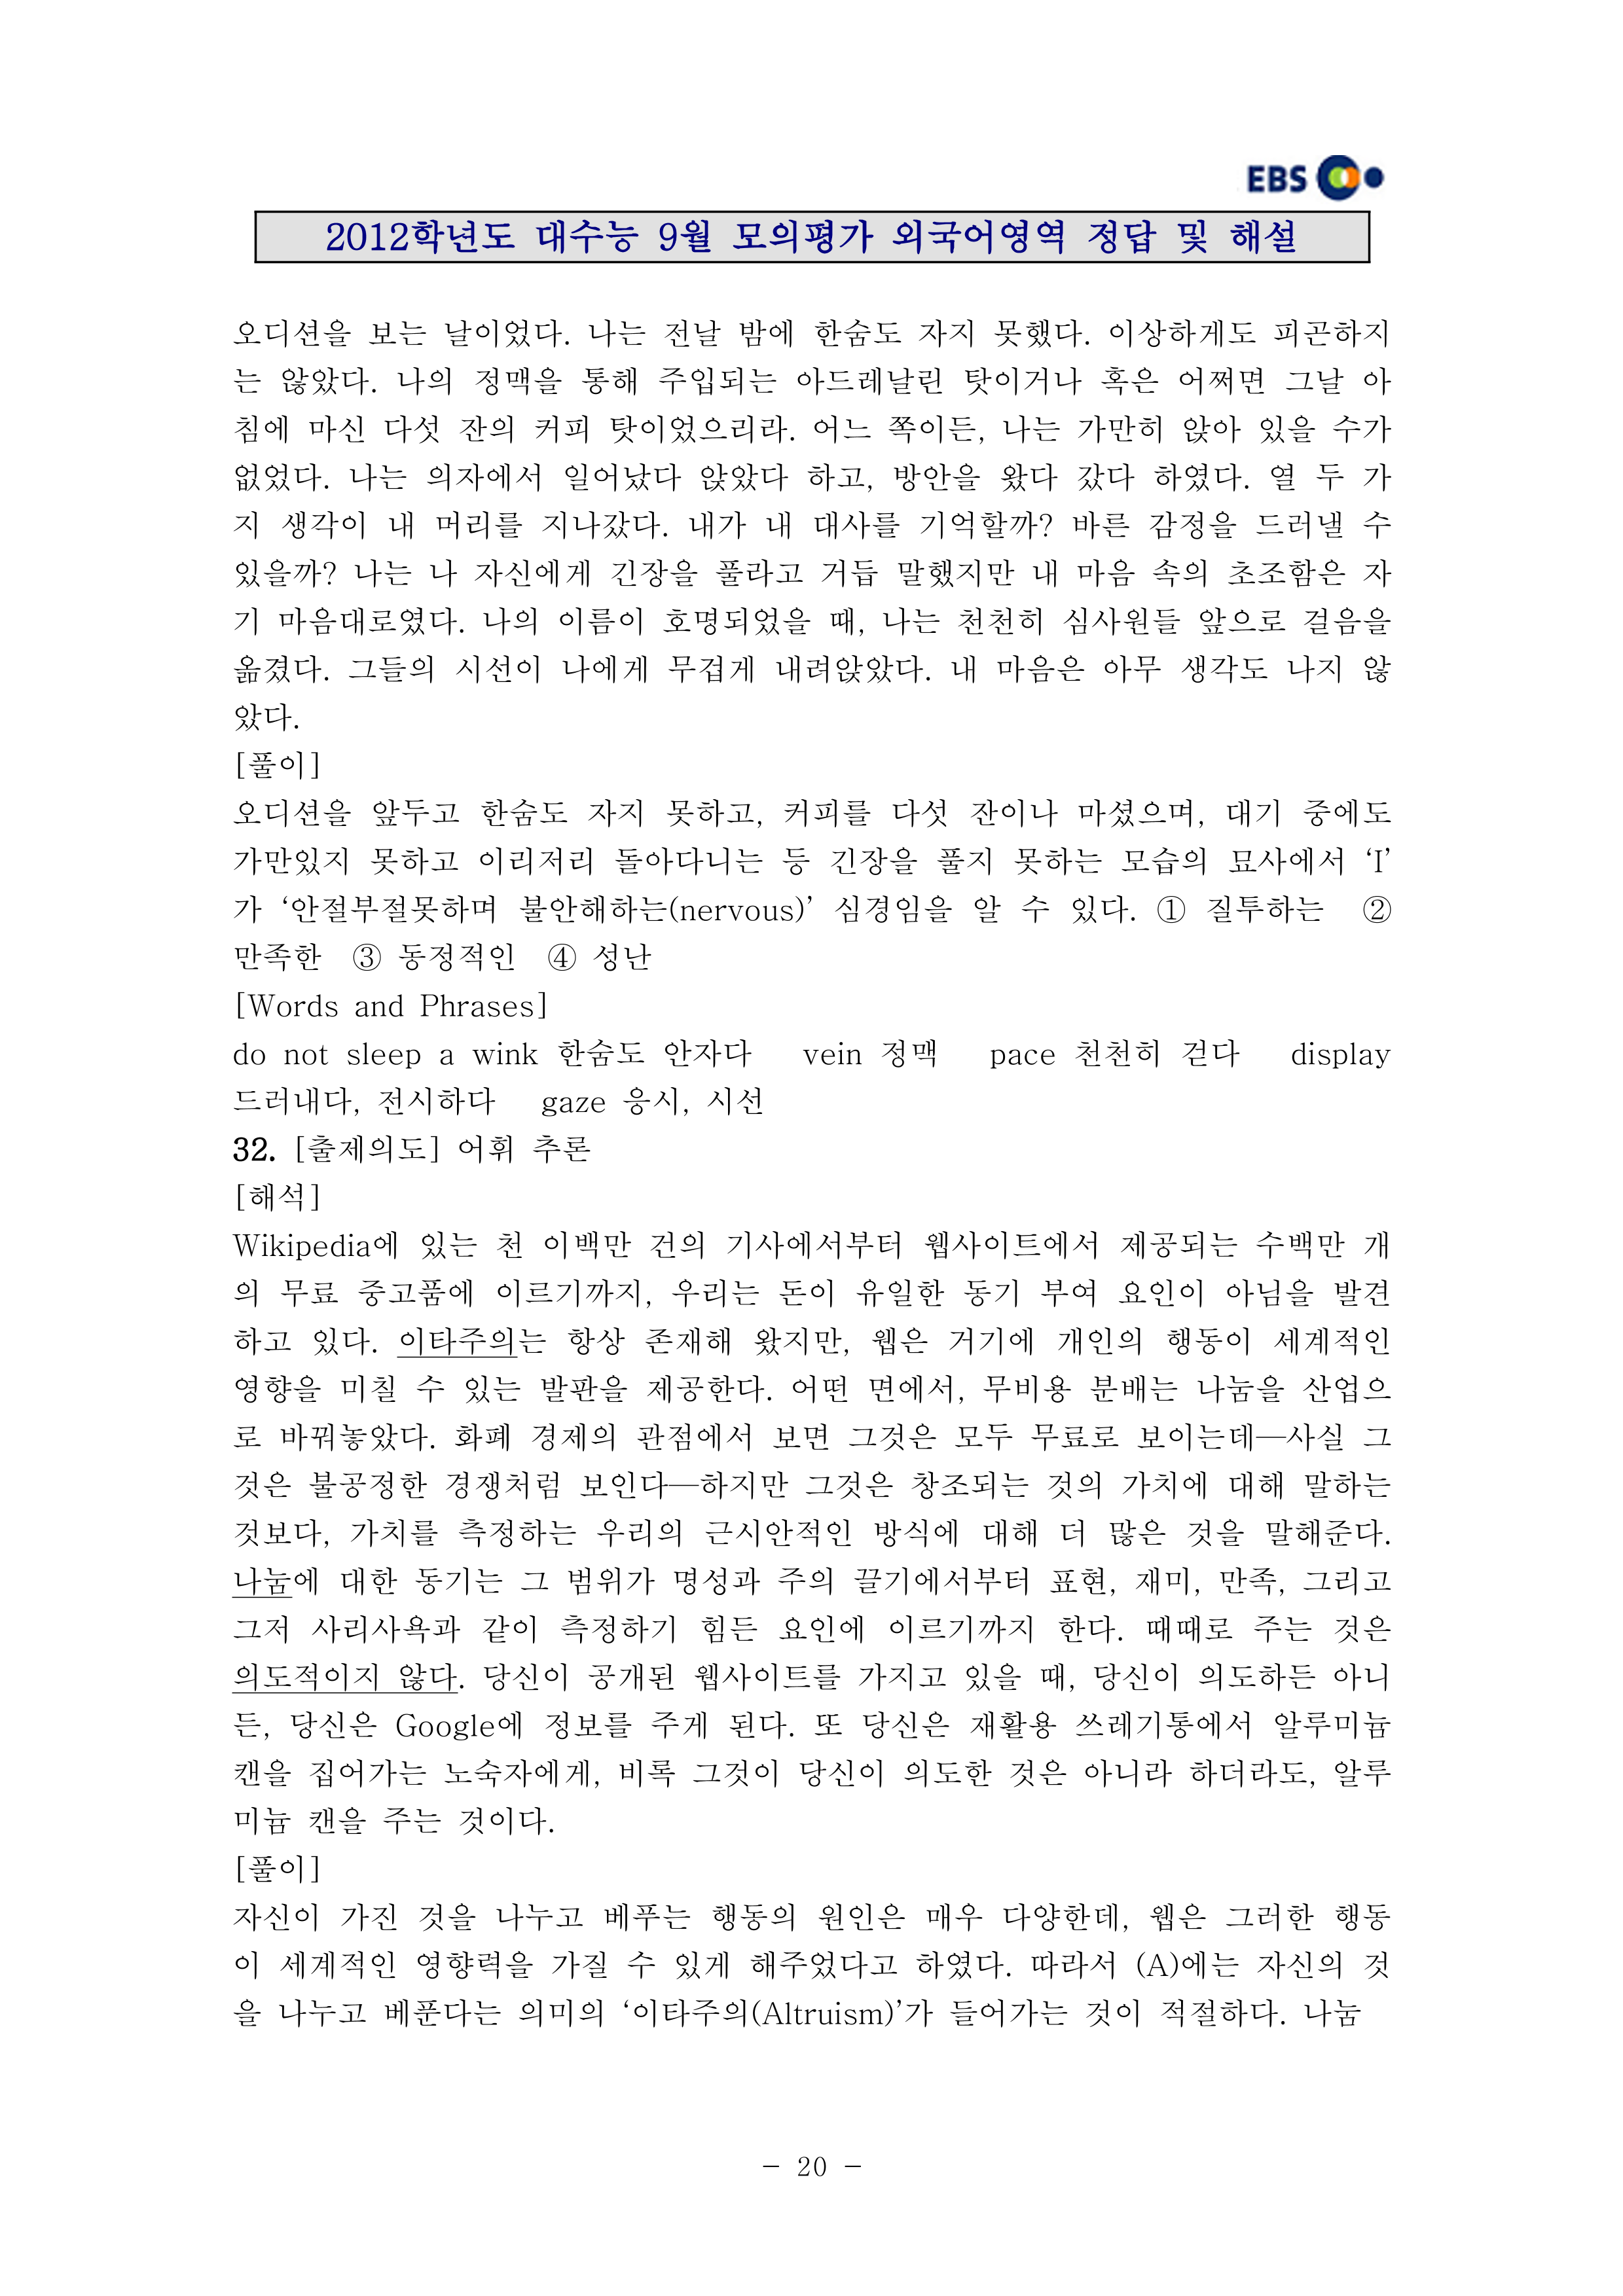 EBS
2012학년도 대수능 9월 모의평가 외국어영역 정답 및 해설
오디션을 보는 날이었다. 나는 전날 밤에 한숨도 자지 못했다. 이상하게도 피곤하지
는 않았다. 나의 정맥을 통해 주입되는 아드레날린 탓이거나 혹은 어쩌면 그날 아
침에 마신 다섯 잔의 커피 탓이었으리라. 어느 쪽이든, 나는 가만히 앉아 있을 수가
없었다. 나는 의자에서 일어났다 앉았다 하고, 방안을 왔다 갔다 하였다. 열 두 가
지 생각이 내 머리를 지나갔다. 내가 내 대사를 기억할까? 바른 감정을 드러낼 수
있을까? 나는 나 자신에게 긴장을 풀라고 거듭 말했지만 내 마음 속의 초조함은 자
기 마음대로였다. 나의 이름이 호명되었을 때, 나는 천천히 심사원들 앞으로 걸음을
옮겼다. 그들의 시선이 나에게 무겁게 내려앉았다. 내 마음은 아무 생각도 나지 않
았다.
[풀이]
오디션을 앞두고 한숨도 자지 못하고, 커피를 다섯 잔이나 마셨으며, 대기 중에도
가만있지 못하고 이리저리 돌아다니는 등 긴장을 풀지 못하는 모습의 묘사에서 ‘I’
가 ‘안절부절못하며 불안해하는(nervous)’ 심경임을 알 수 있다. ① 질투하는 ②
만족한 ③ 동정적인 ④ 성난
[Words and Phrases]
do not sleep a wink 한숨도 안자다 vein 정맥 pace 천천히 걷다 display
드러내다, 전시하다 gaze 응시, 시선
32. [출제의도] 어휘 추론
[해석]
Wikipedia에 있는 천 이백만 건의 기사에서부터 웹사이트에서 제공되는 수백만 개
의 무료 중고품에 이르기까지, 우리는 돈이 유일한 동기 부여 요인이 아님을 발견
하고 있다. 이타주의는 항상 존재해 왔지만, 웹은 거기에 개인의 행동이 세계적인
영향을 미칠 수 있는 발판을 제공한다. 어떤 면에서, 무비용 분배는 나눔을 산업으
로 바꿔놓았다. 화폐 경제의 관점에서 보면 그것은 모두 무료로 보이는데―사실 그
것은 불공정한 경쟁처럼 보인다―하지만 그것은 창조되는 것의 가치에 대해 말하는
것보다, 가치를 측정하는 우리의 근시안적인 방식에 대해 더 많은 것을 말해준다.
나눔에 대한 동기는 그 범위가 명성과 주의 끌기에서부터 표현, 재미, 만족, 그리고
그저 사리사욕과 같이 측정하기 힘든 요인에 이르기까지 한다. 때때로 주는 것은
의도적이지 않다. 당신이 공개된 웹사이트를 가지고 있을 때, 당신이 의도하든 아니
든, 당신은 Google에 정보를 주게 된다. 또 당신은 재활용 쓰레기통에서 알루미늄
캔을 집어가는 노숙자에게, 비록 그것이 당신이 의도한 것은 아니라 하더라도, 알루
미늄 캔을 주는 것이다.
[풀이]
자신이 가진 것을 나누고 베푸는 행동의 원인은 매우 다양한데, 웹은 그러한 행동
이 세계적인 영향력을 가질 수 있게 해주었다고 하였다. 따라서 (A)에는 자신의 것
을 나누고 베푼다는 의미의 ‘이타주의(Altruism)’가 들어가는 것이 적절하다. 나눔
- 20 -